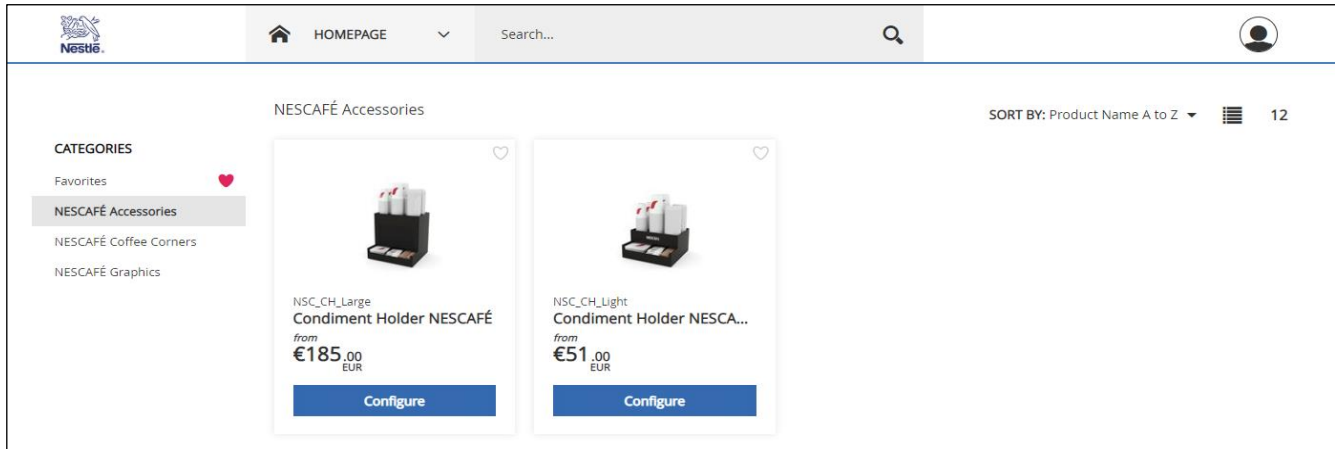 Nestlé.
HOMEPAGE
Search...
NESCAFÉ Accessories
SORT BY: Product Name A to Z
12
CATEGORIES
Favorites
NESCAFÉ Accessories
NESCAFÉ Coffee Corners
NESCAFÉ Graphics
NSC_CH_Large
Condiment Holder NESCAFÉ
from
€185.00
EUR
Configure
NSC_CH_Light
Condiment Holder NESCA...
from
€51.00
EUR
Configure